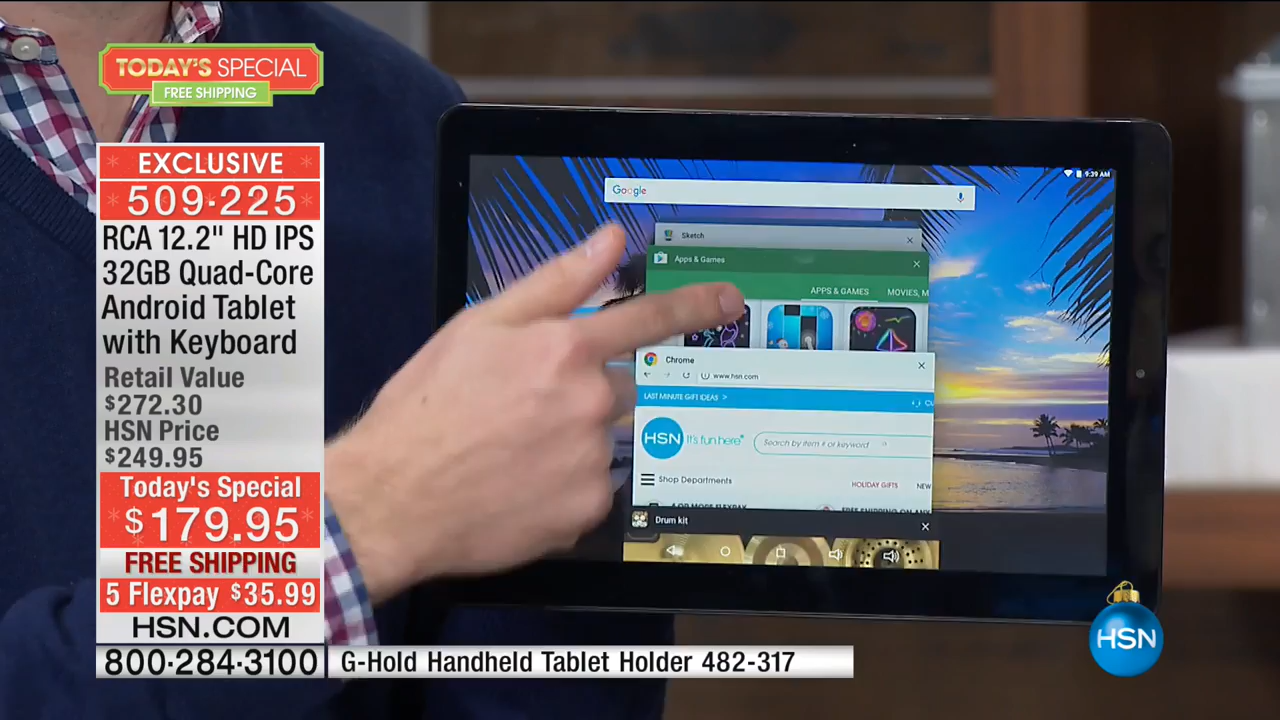 TODAY'S SPECIAL
FREE SHIPPING
EXCLUSIVE
509-225
RCA 12.2" HD IPS
32GB Quad-Core
Android Tablet
with Keyboard
Retail Value
$272.30
HSN Price
$249.95
Today's Special
$179.95
FREE SHIPPING
5 Flexpay $35.99
HSN.COM
800·284·3100
G-Hold Handheld Tablet Holder 482-317
9:39 AM
Google
Sketch
Apps & Games
APPS & GAMES MOVIES, M
Chrome
www.hsn.com
LAST MINUTE GIFT IDEAS >
CU
HSN It's fun here®
Search by item # or keyword
Shop Departments
HOLIDAY GIFTS NEW
Drum kit
HSN